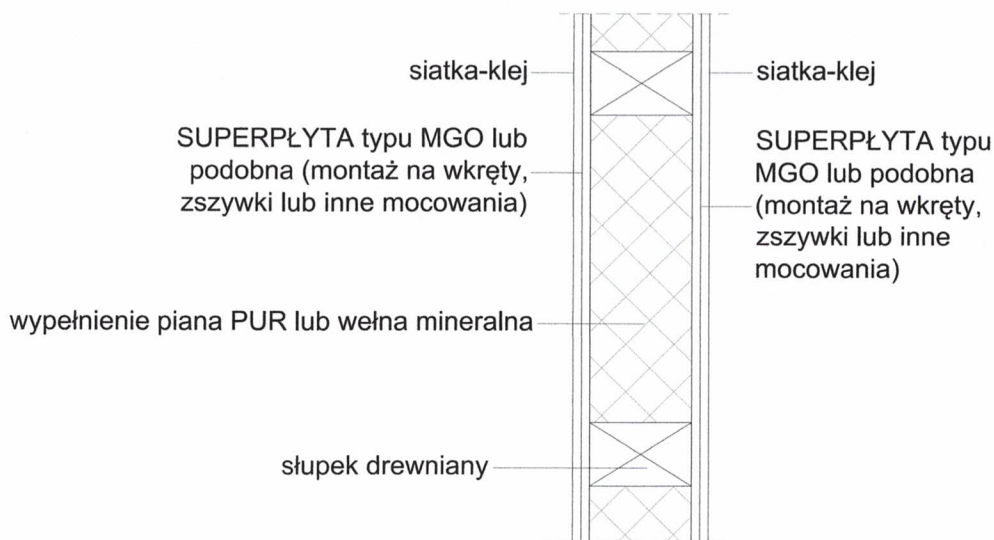 siatka-klej
siatka-klej
SUPERPŁYTA typu MGO lub
podobna (montaż na wkręty,
zszywki lub inne mocowania)
SUPERPŁYTA typu
MGO lub podobna
(montaż na wkręty,
zszywki lub inne
mocowania)
wypełnienie piana PUR lub wełna mineralna
słupek drewniany